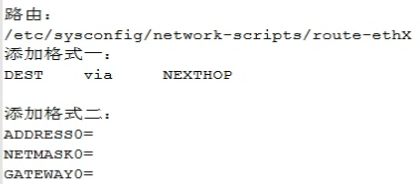 路由：
/etc/sysconfig/network-scripts/route-ethX
添加格式一：
DEST via NEXTHOP
添加格式二：
ADDRESS0=
NETMASK0=
GATEWAY0=